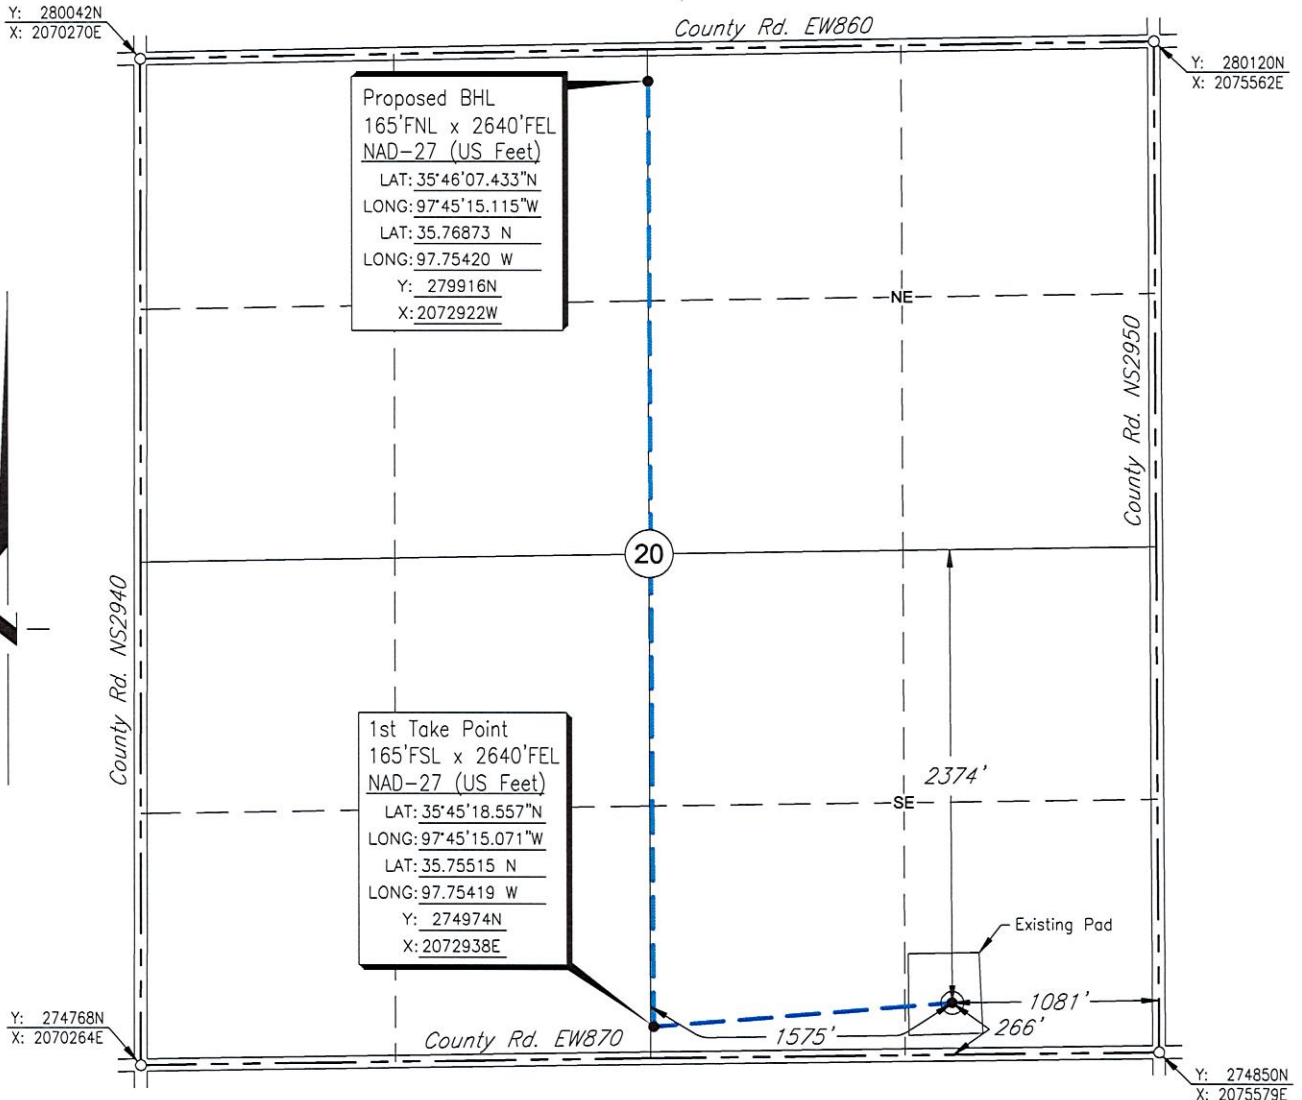 County Rd. EW860
Y: 280042N
X: 2070270E
Y: 280120N
X: 2075562E
Proposed BHL
165'FNL x 2640'FEL
NAD-27 (US Feet)
LAT: 35°46'07.433"N
LONG: 97°45'15.115"W
LAT: 35.76873 N
LONG: 97.75420 W
Y: 279916N
X: 2072922W
NE
County Rd. NS2950
20
County Rd. NS2940
1st Take Point
165'FSL x 2640'FEL
NAD-27 (US Feet)
LAT: 35°45'18.557"N
LONG: 97°45'15.071"W
LAT: 35.75515 N
LONG: 97.75419 W
Y: 274974N
X: 2072938E
2374'
SE
Existing Pad
1081'
266'
1575'
County Rd. EW870
Y: 274768N
X: 2070264E
Y: 274850N
X: 2075579E